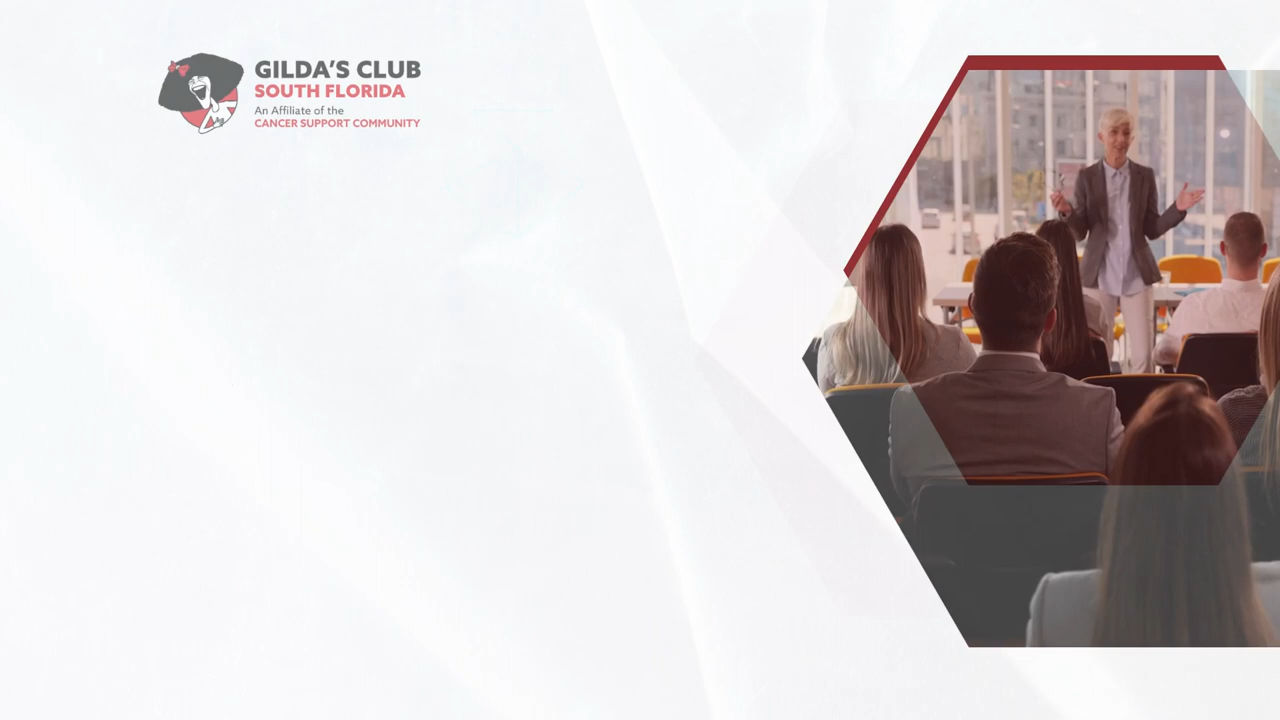 GILDA'S CLUB
SOUTH FLORIDA
An Affiliate of the
CANCER SUPPORT COMMUNITY